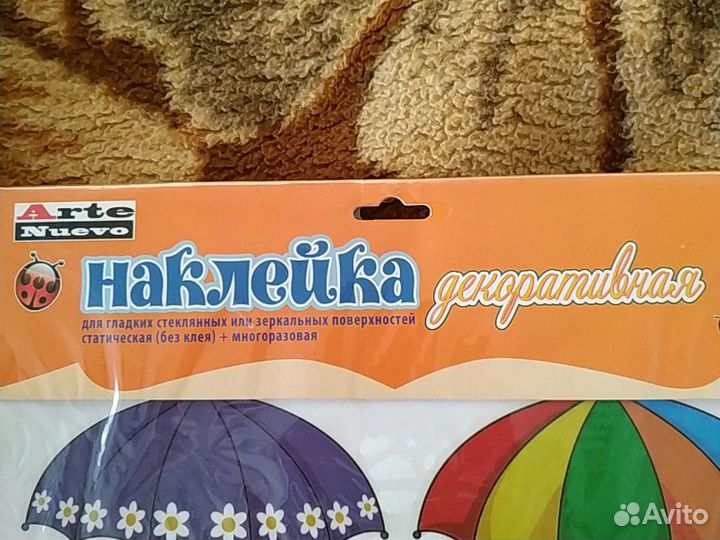 Arte
Nuevo
наклейка декоративная
для гладких стеклянных или зеркальных поверхностей
статическая (без клея) + многоразовая
Avito